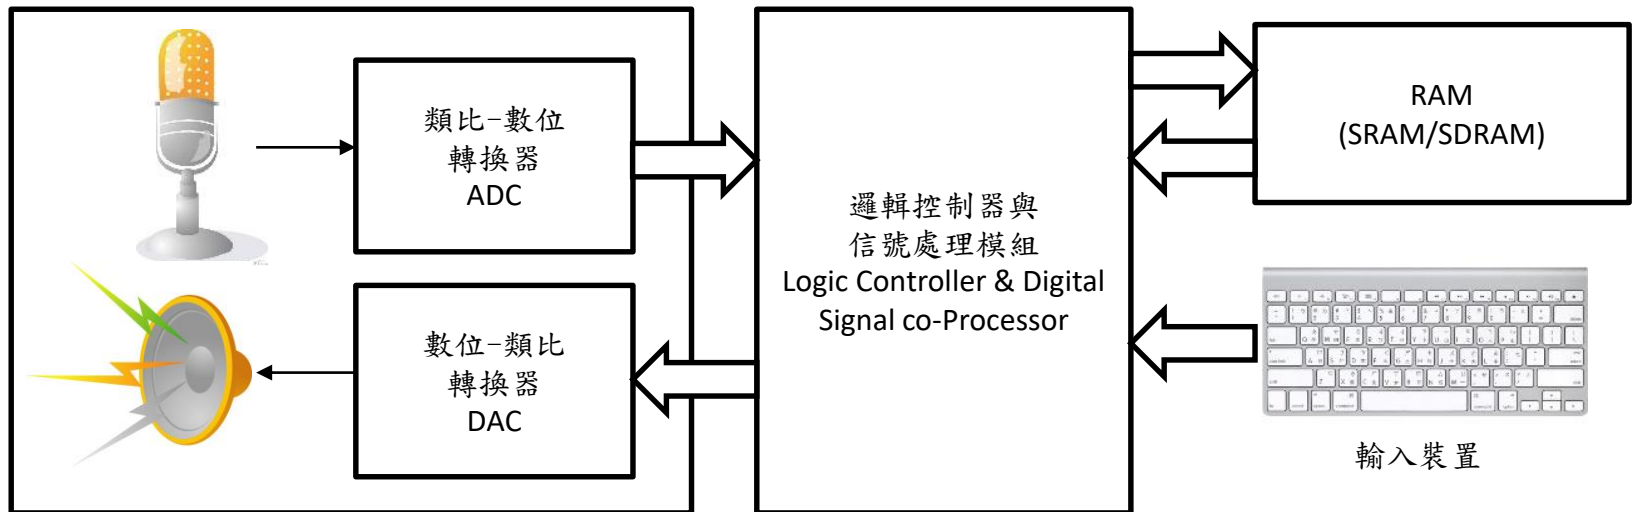 類比-數位
轉換器
ADC
數位-類比
轉換器
DAC
邏輯控制器與
信號處理模組
Logic Controller & Digital
Signal co-Processor
RAM
(SRAM/SDRAM)
輸入裝置